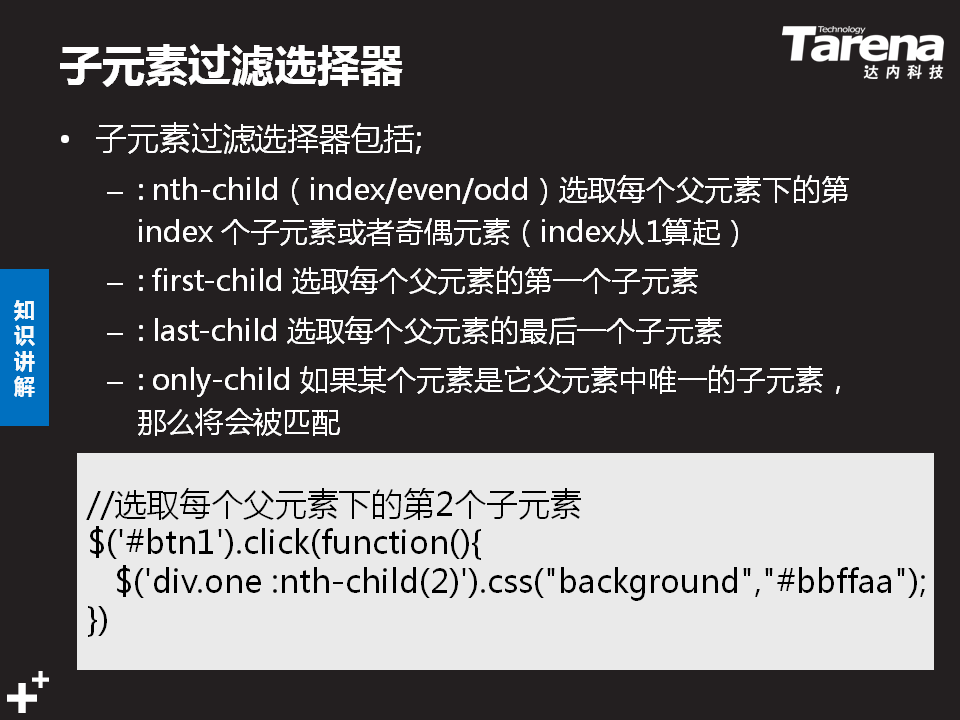 子元素过滤选择器
Technology
Tarena
达内科技
• 子元素过滤选择器包括;
– : nth-child（index/even/odd）选取每个父元素下的第
index 个子元素或者奇偶元素（index从1算起）
– : first-child 选取每个父元素的第一个子元素
– : last-child 选取每个父元素的最后一个子元素
– : only-child 如果某个元素是它父元素中唯一的子元素，
那么将会被匹配
知识讲解
//选取每个父元素下的第2个子元素
$('#btn1').click(function(){
$('div.one :nth-child(2)').css("background","#bbffaa");
})